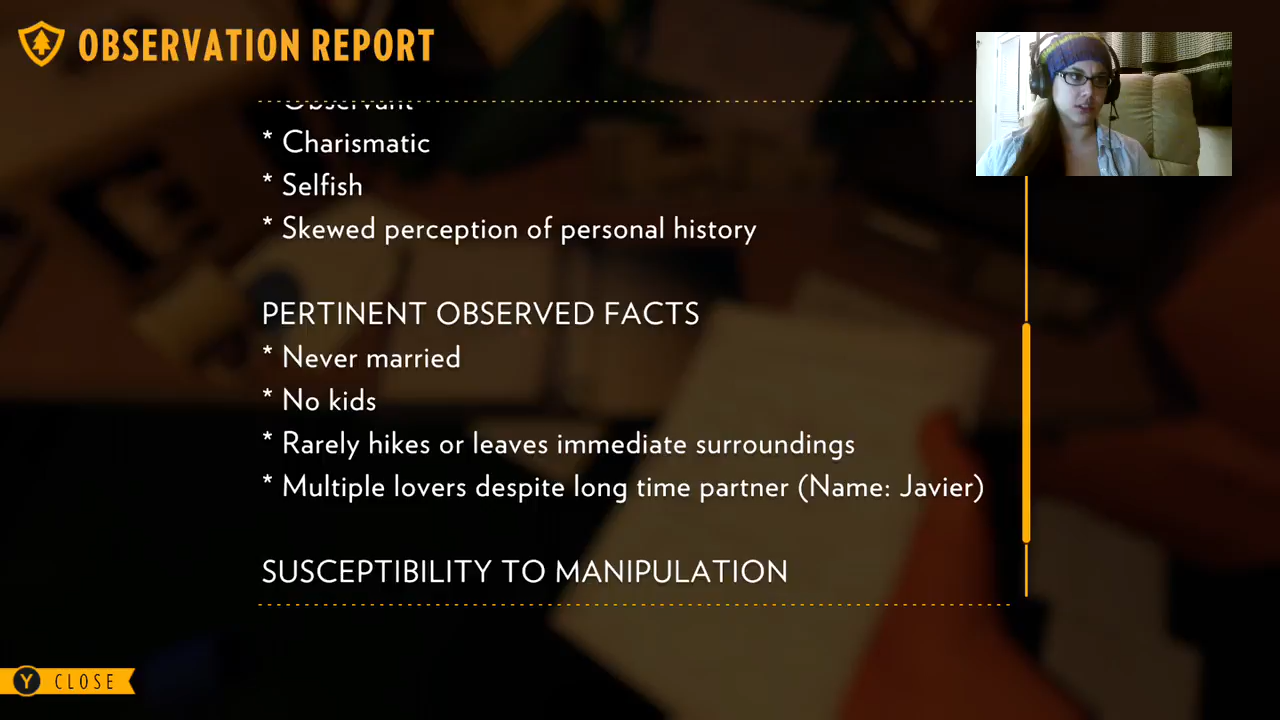 OBSERVATION REPORT
* Observant
* Charismatic
* Selfish
* Skewed perception of personal history
PERTINENT OBSERVED FACTS
* Never married
* No kids
* Rarely hikes or leaves immediate surroundings
* Multiple lovers despite long time partner (Name: Javier)
SUSCEPTIBILITY TO MANIPULATION
Y CLOSE